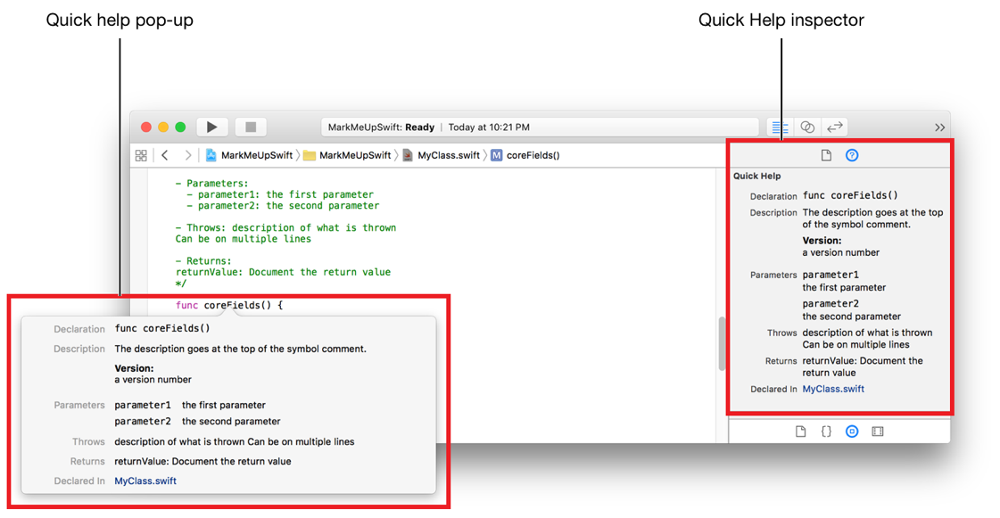 Quick help pop-up
Quick Help inspector
MarkMeUpSwift: Ready | Today at 10:21 PM
MarkMeUpSwift
MarkMeUpSwift
MyClass.swift
M coreFields()
- Parameters:
- parameter1: the first parameter
- parameter2: the second parameter
- Throws: description of what is thrown
Can be on multiple lines
- Returns:
returnValue: Document the return value
*/
func coreFields() {
Declaration func coreFields()
Description The description goes at the top of the symbol comment.
Version:
a version number
Parameters parameter1 the first parameter
parameter2 the second parameter
Throws description of what is thrown Can be on multiple lines
Returns returnValue: Document the return value
Declared In MyClass.swift
Quick Help
Declaration func coreFields()
Description The description goes at the top
of the symbol comment.
Version:
a version number
Parameters parameter1
the first parameter
parameter2
the second parameter
Throws description of what is thrown
Can be on multiple lines
Returns returnValue: Document the
return value
Declared In MyClass.swift